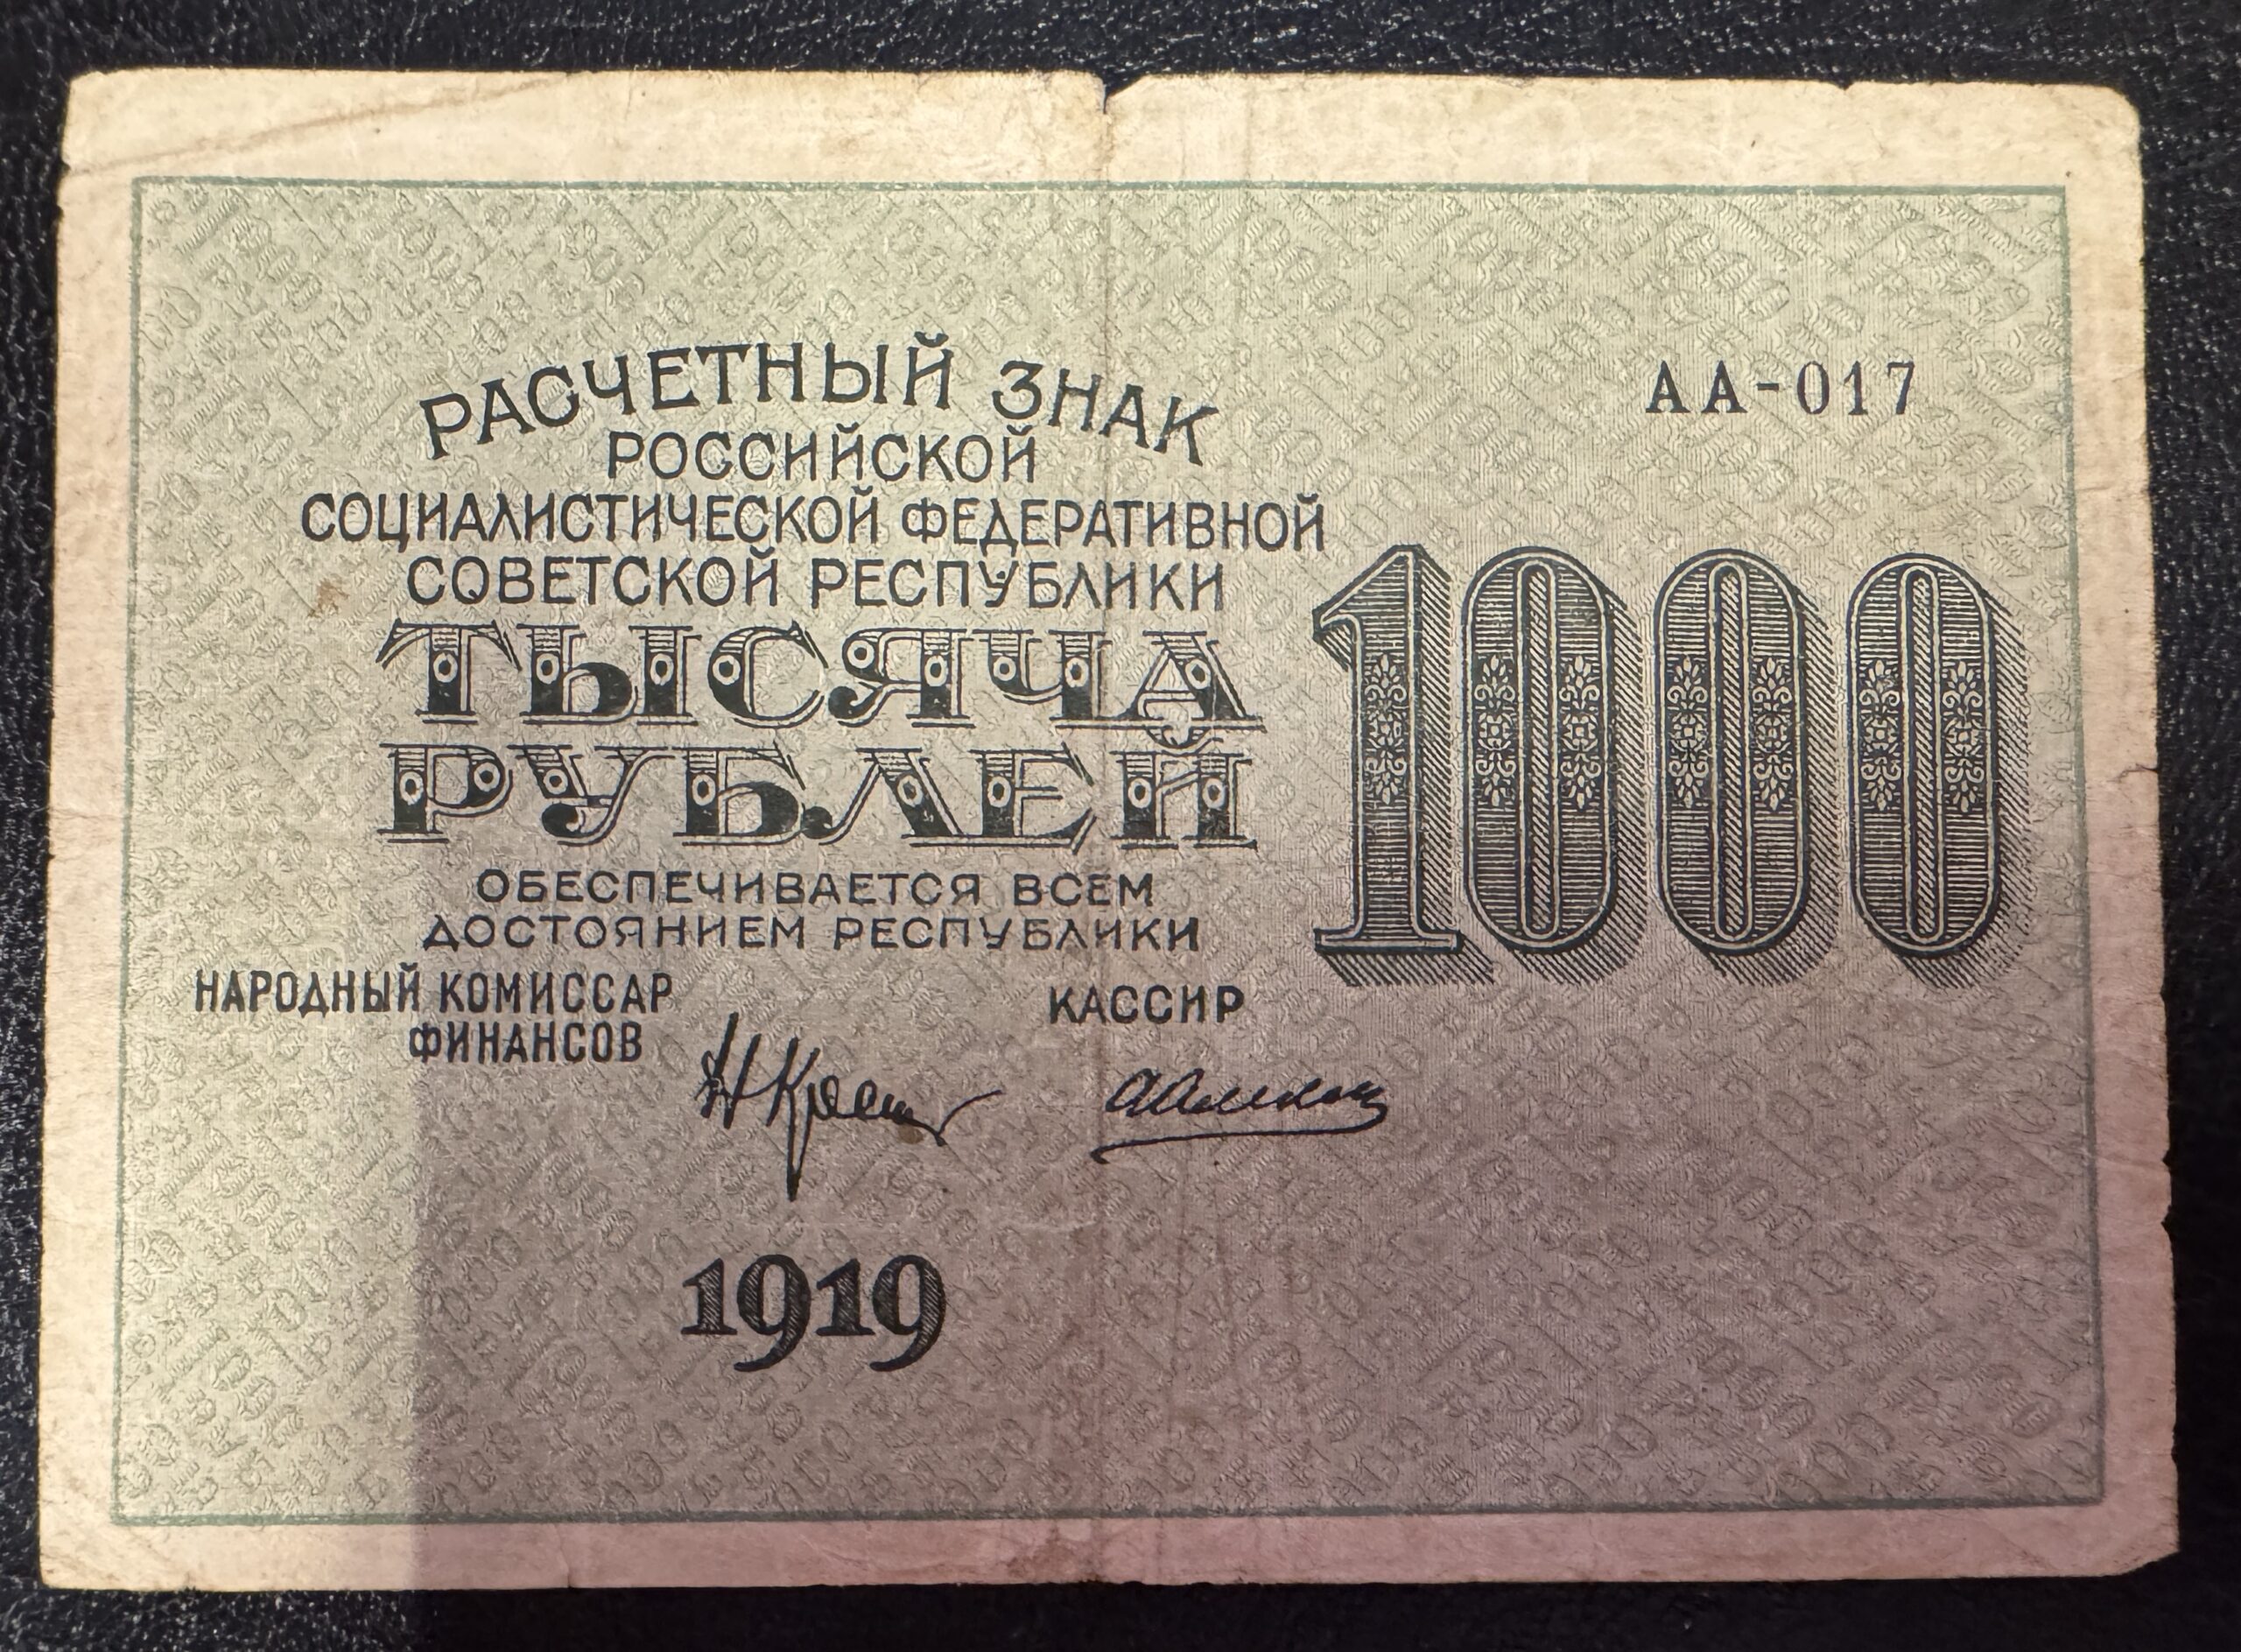 РАСЧЕТНЫЙ ЗНАК
РОССИЙСКОЙ
СОЦИАЛИСТИЧЕСКОЙ ФЕДЕРАТИВНОЙ
СОВЕТСКОЙ РЕСПУБЛИКИ
АА-017
ТЫСЯЧА
РУБЛЕЙ
1000
ОБЕСПЕЧИВАЕТСЯ ВСЕМ
ДОСТОЯНИЕМ РЕСПУБЛИКИ
НАРОДНЫЙ КОМИССАР
ФИНАНСОВ
КАССИР
1919